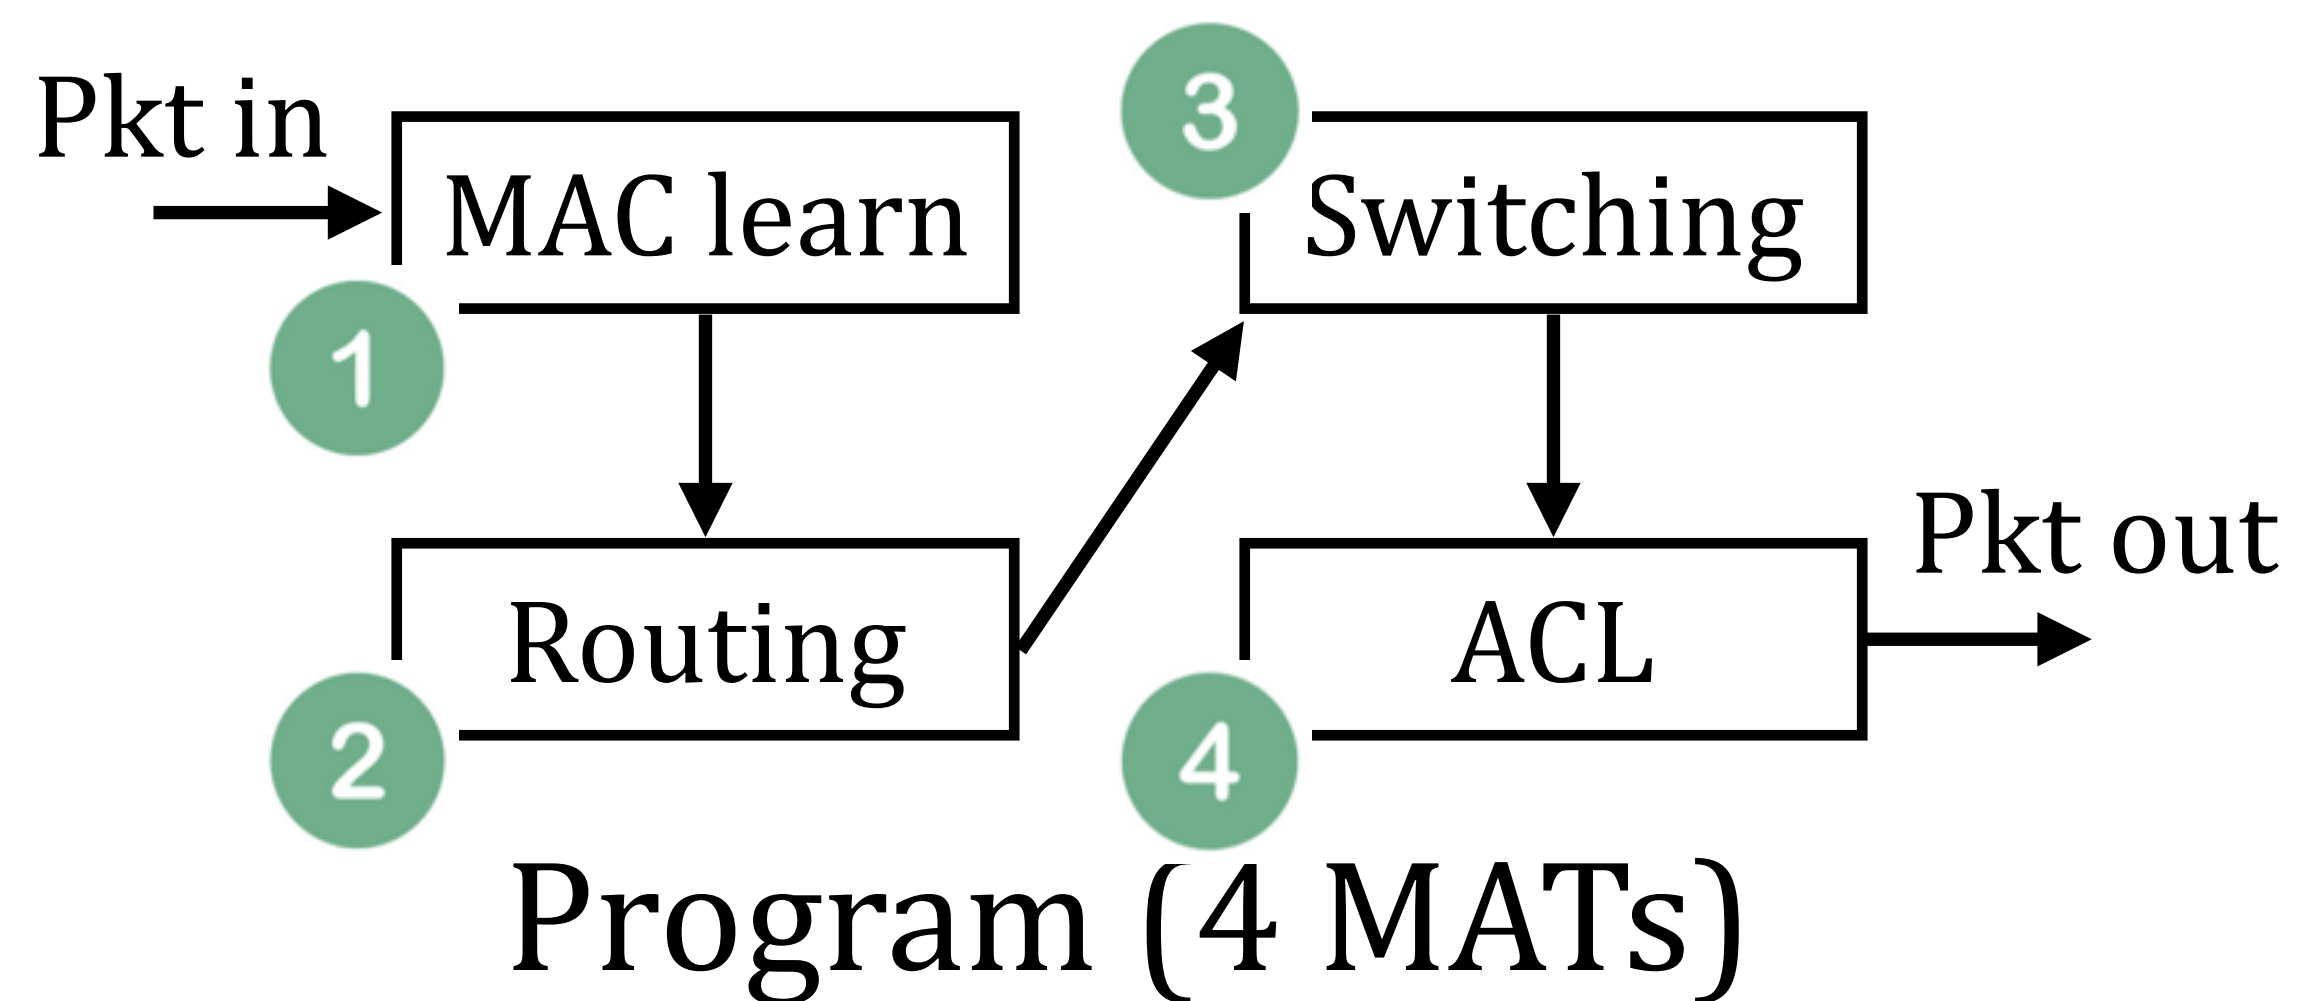 Pkt in
MAC learn
1
Routing
2
3
Switching
ACL
4
Pkt out
Program (4 MATs)